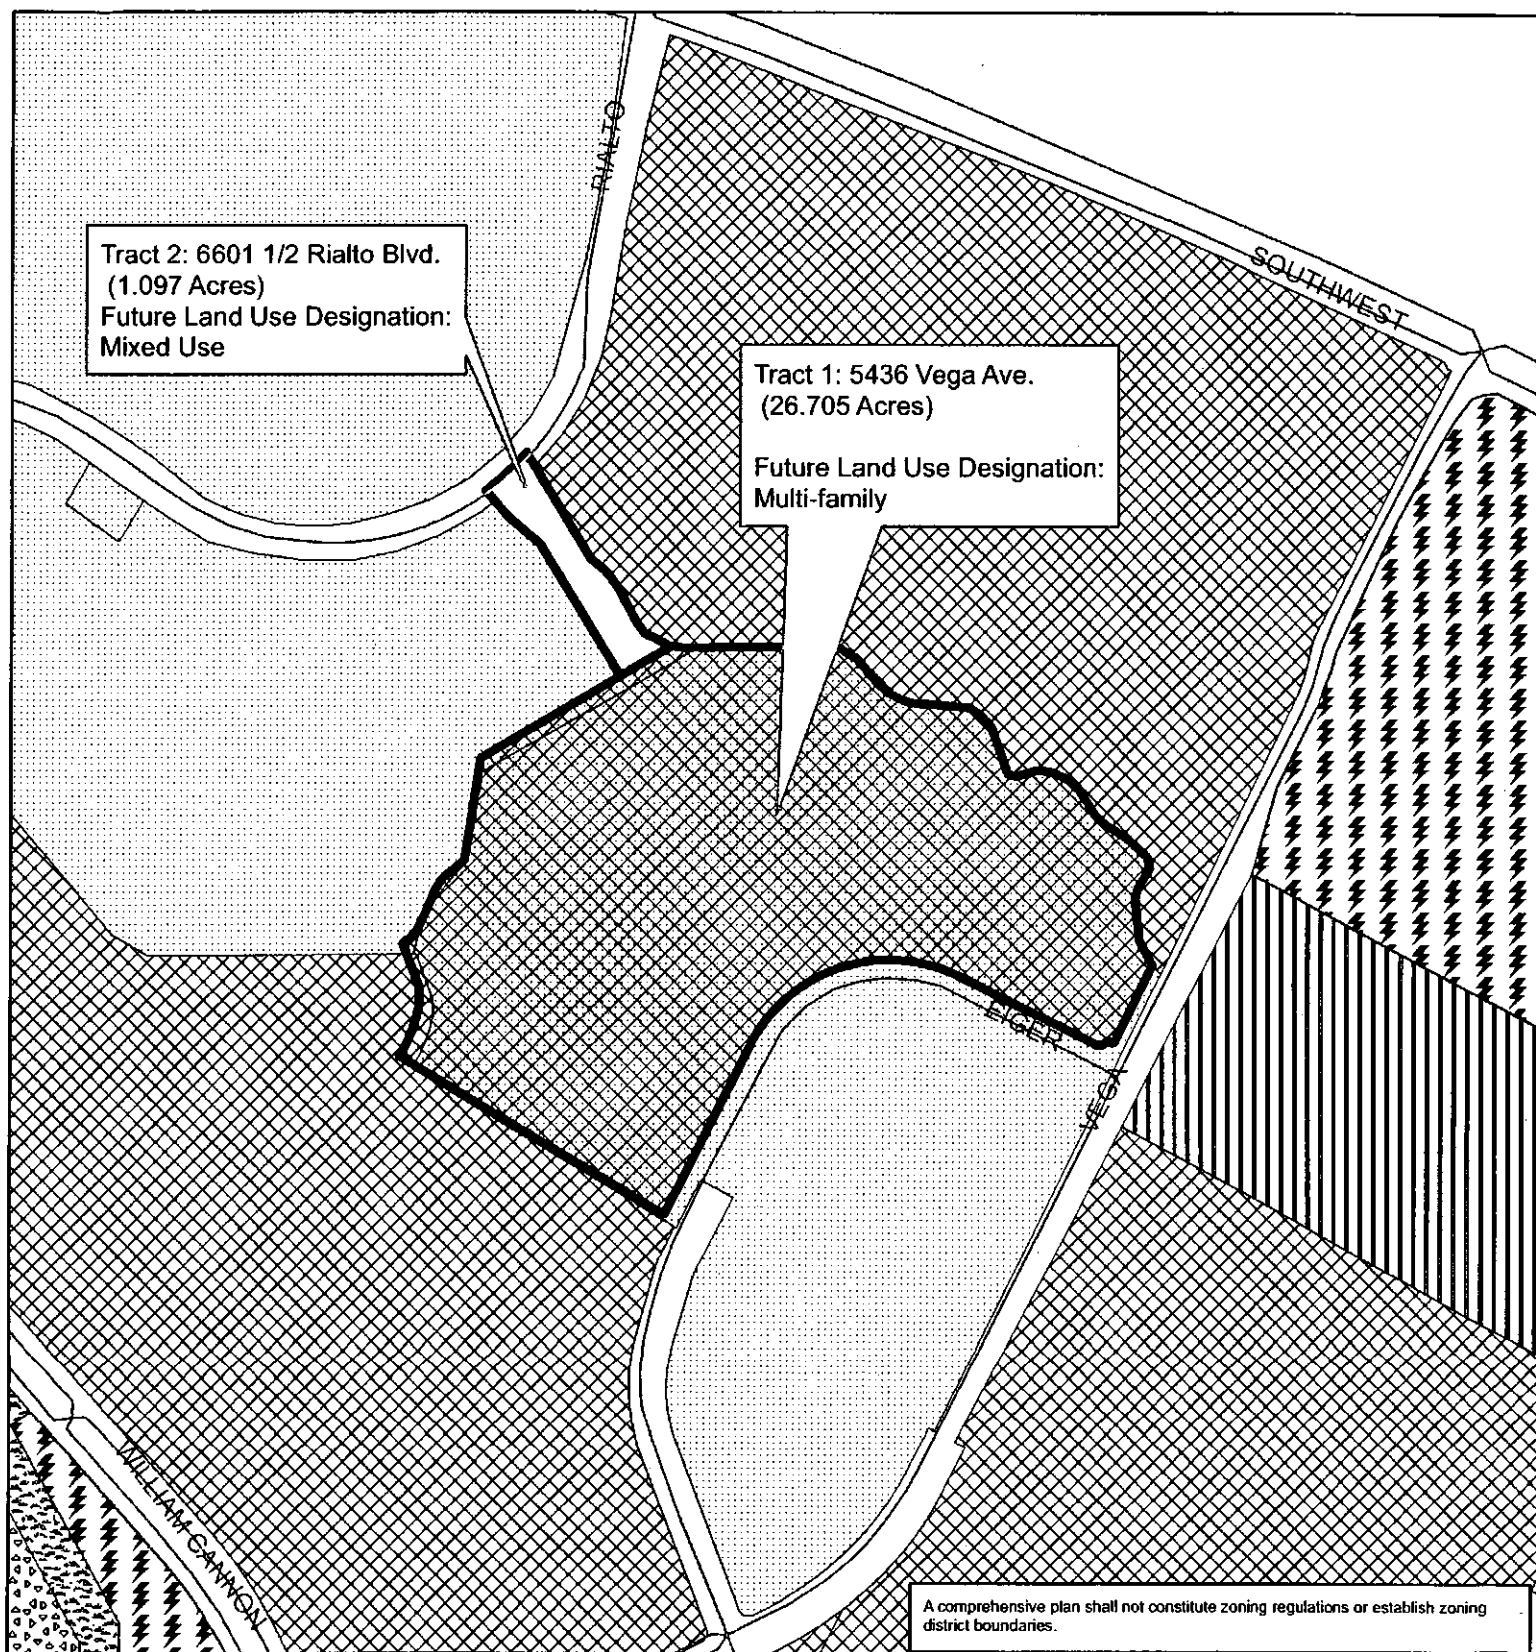 RIALTO
SOUTHWEST
Tract 2: 6601 1/2 Rialto Blvd.
(1.097 Acres)
Future Land Use Designation:
Mixed Use
Tract 1: 5436 Vega Ave.
(26.705 Acres)
Future Land Use Designation:
Multi-family
EIGER
VEGA
WILLIAM CANNON
A comprehensive plan shall not constitute zoning regulations or establish zoning
district boundaries.